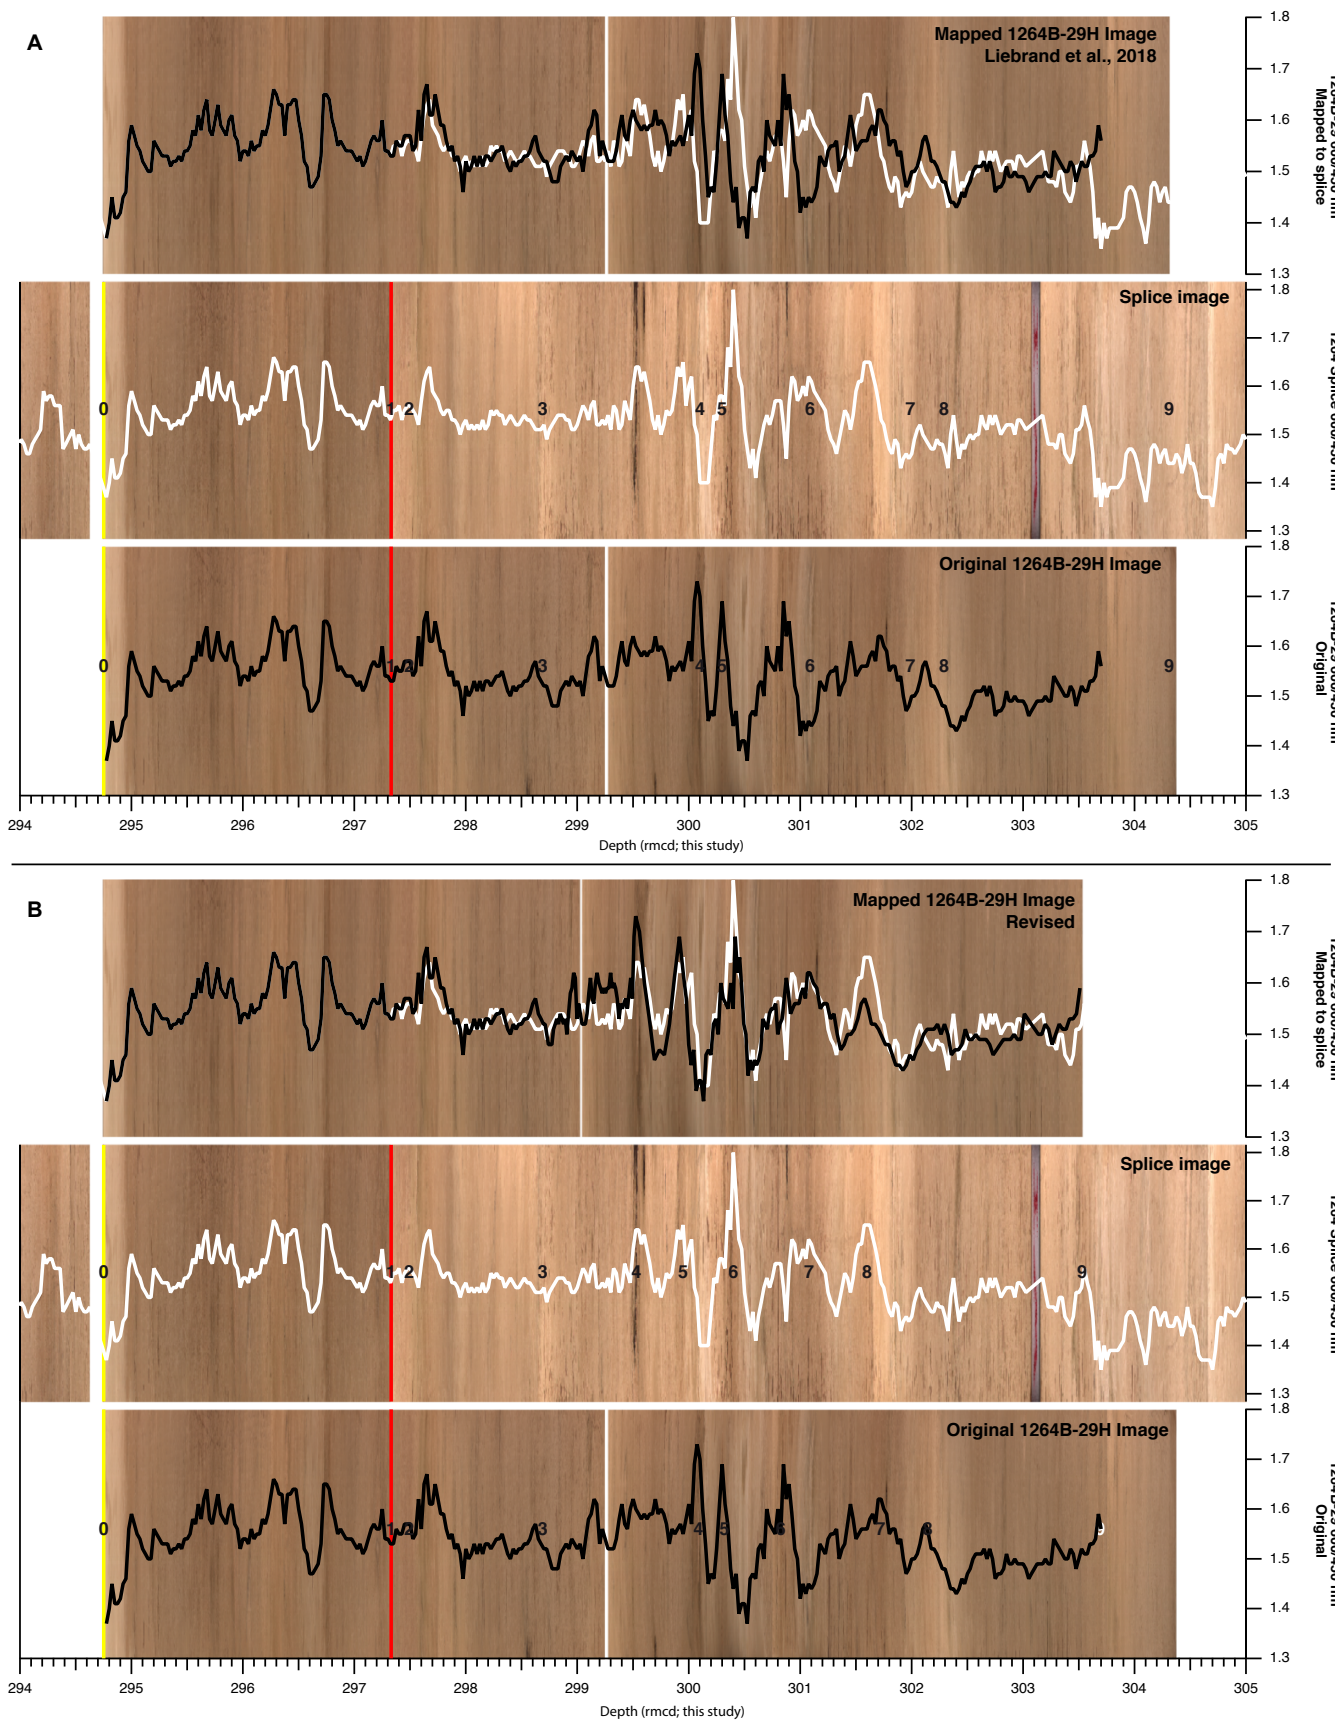 A
Mapped 1264B-29H Image
Liebrand et al., 2018
1.8
1.7
1.6
1.5
1.4
1.3
Mapped to splice
Splice image
1.8
1.7
1.6
1.5
1.4
1.3
0 1 2 3 4 5 6 7 8 9
Original 1264B-29H Image
1.8
1.7
1.6
1.5
1.4
1.3
Original
0 1 2 3 4 5 6 7 8 9
294 295 296 297 298 299 300 301 302 303 304 305
Depth (rmcd; this study)
B
Mapped 1264B-29H Image
Revised
1.8
1.7
1.6
1.5
1.4
1.3
Mapped to splice
Splice image
1.8
1.7
1.6
1.5
1.4
1.3
0 1 2 3 4 5 6 7 8 9
Original 1264B-29H Image
1.8
1.7
1.6
1.5
1.4
1.3
Original
0 1 2 3 4 5 6 7 8
294 295 296 297 298 299 300 301 302 303 304 305
Depth (rmcd; this study)